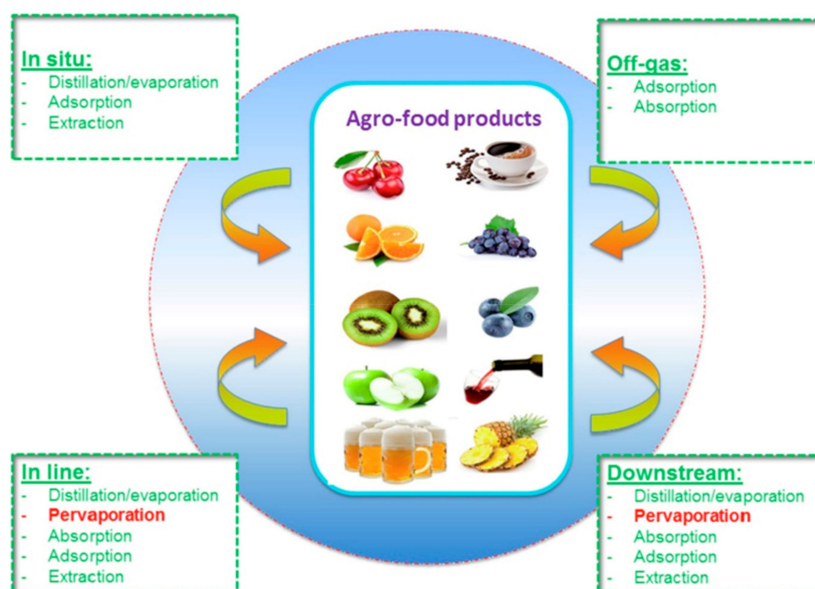 In situ:
- Distillation/evaporation
- Adsorption
- Extraction
Off-gas:
- Adsorption
- Absorption
Agro-food products
In line:
- Distillation/evaporation
- Pervaporation
- Absorption
- Adsorption
- Extraction
Downstream:
- Distillation/evaporation
- Pervaporation
- Absorption
- Adsorption
- Extraction